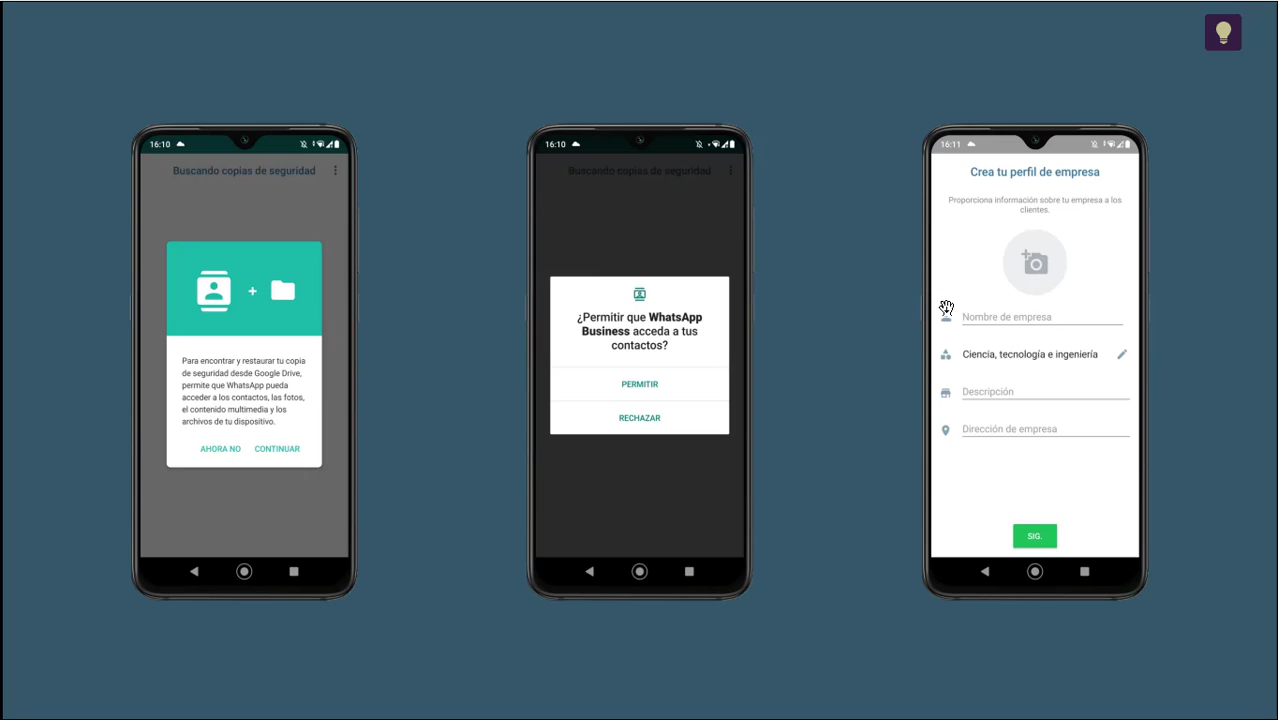 16:10
Buscando copias de seguridad
Para encontrar y restaurar tu copia
de seguridad desde Google Drive,
permite que WhatsApp pueda
acceder a los contactos, las fotos,
el contenido multimedia y los
archivos de tu dispositivo.
AHORA NO CONTINUAR
16:10
Buscando copias de seguridad
¿Permitir que WhatsApp
Business acceda a tus
contactos?
PERMITIR
RECHAZAR
16:11
Crea tu perfil de empresa
Proporciona información sobre tu empresa a los
clientes.
Nombre de empresa
Ciencia, tecnología e ingeniería
Descripción
Dirección de empresa
SIG.